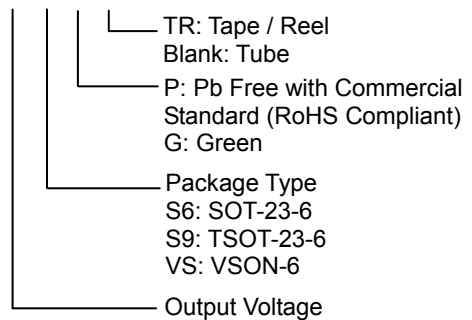 TR: Tape / Reel
Blank: Tube
P: Pb Free with Commercial
Standard (RoHS Compliant)
G: Green
Package Type
S6: SOT-23-6
S9: TSOT-23-6
VS: VSON-6
Output Voltage